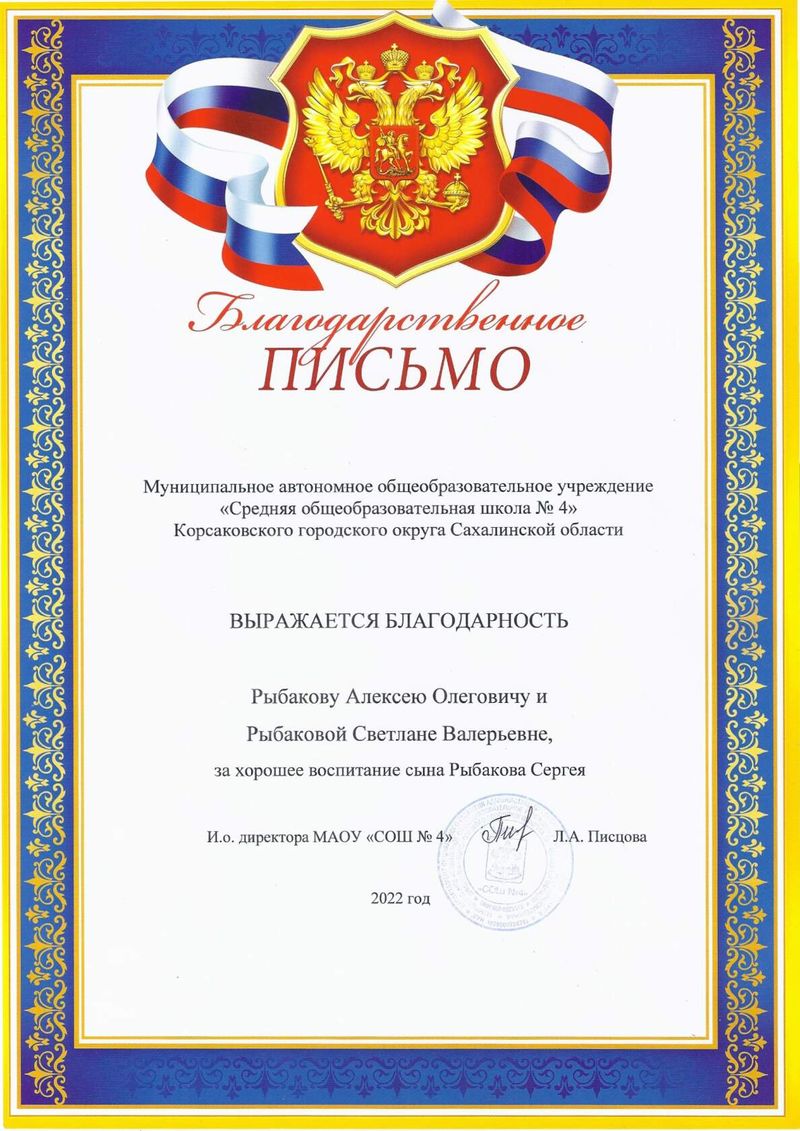 Благодарственное
ПИСЬМО
Муниципальное автономное общеобразовательное учреждение
«Средняя общеобразовательная школа № 4»
Корсаковского городского округа Сахалинской области
ВЫРАЖАЕТСЯ БЛАГОДАРНОСТЬ
Рыбакову Алексею Олеговичу и
Рыбаковой Светлане Валерьевне,
за хорошее воспитание сына Рыбакова Сергея
И.о. директора МАОУ «СОШ № 4» Л.А. Писцова
«СОШ №4»
2022 год